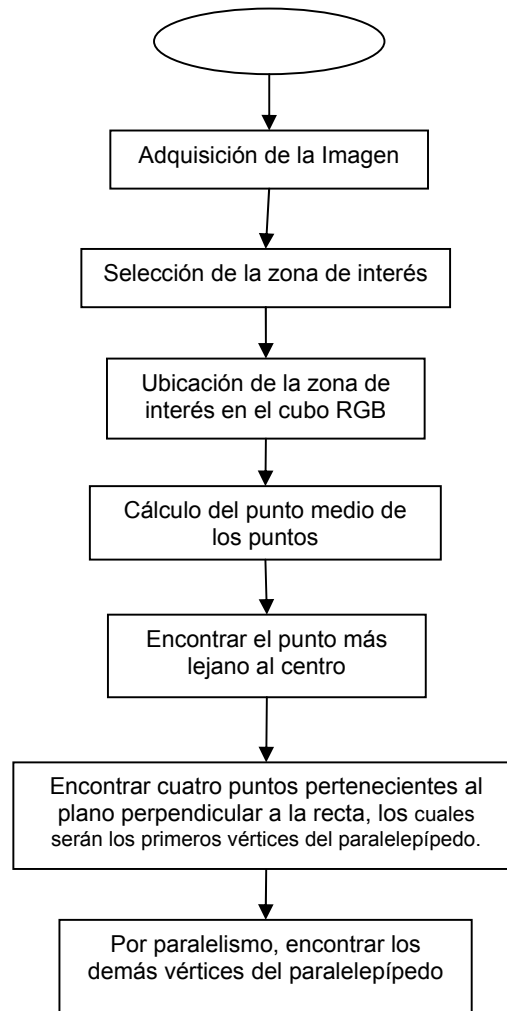 Adquisición de la Imagen
Selección de la zona de interés
Ubicación de la zona de
interés en el cubo RGB
Cálculo del punto medio de
los puntos
Encontrar el punto más
lejano al centro
Encontrar cuatro puntos pertenecientes al
plano perpendicular a la recta, los cuales
serán los primeros vértices del paralelepípedo.
Por paralelismo, encontrar los
demás vértices del paralelepípedo